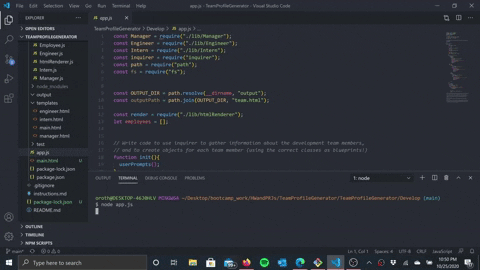 File Edit Selection View Go Run Terminal Help
app.js - TeamProfileGenerator - Visual Studio Code
EXPLORER
OPEN EDITORS
TEAMPROFILEGENERATOR
Employee.js
Engineer.js
htmlRenderer.js
Intern.js
Manager.js
node_modules
output
templates
engineer.html
intern.html
main.html
manager.html
test
app.js
main.html
package-lock.json
package.json
.gitignore
instructions.md
package-lock.json
README.md
OUTLINE
TIMELINE
NPM SCRIPTS
app.js
Develop > app.js > ...
const Manager = require("./lib/Manager");
const Engineer = require("./lib/Engineer");
const Intern = require("./lib/Intern");
const inquirer = require("inquirer");
const path = require("path");
const fs = require("fs");
const OUTPUT_DIR = path.resolve(__dirname, "output");
const outputPath = path.join(OUTPUT_DIR, "team.html");
const render = require("./lib/htmlRenderer");
let employees = [];
// Write code to use inquirer to gather information about the development team members,
// and to create objects for each team member (using the correct classes as blueprints!)
function init(){
userPrompts();
OUTPUT TERMINAL DEBUG CONSOLE PROBLEMS
1: node
MINGW64 ~/Desktop/bootcamp_work/HWandPRJs/TeamProfileGenerator/TeamProfileGenerator/Develop (main)
$ node app.js
main
Ln 1, Col 1 Spaces: 4 UTF-8 CRLF JavaScript
Type here to search
10:50 PM
10/25/2020